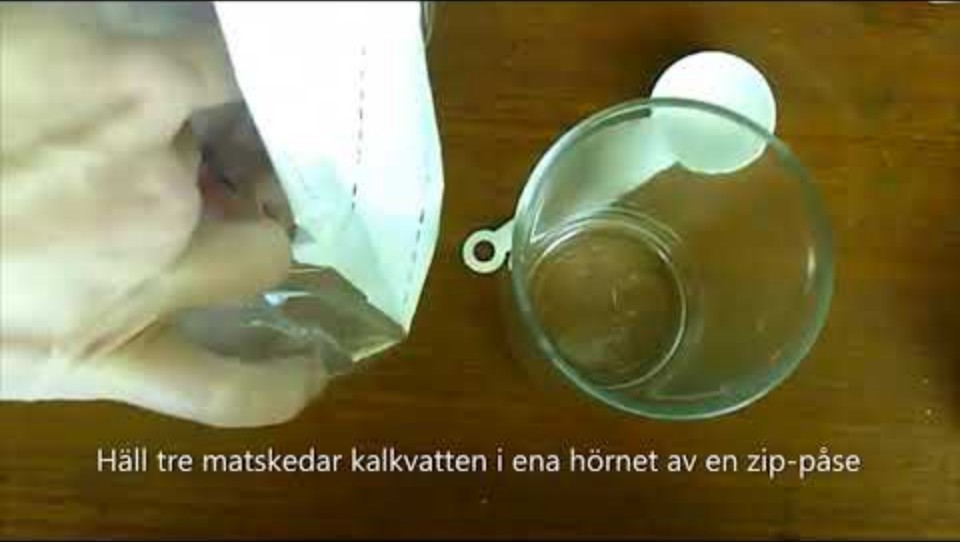 Häll tre matskedar kalkvatten i ena hörnet av en zip-påse